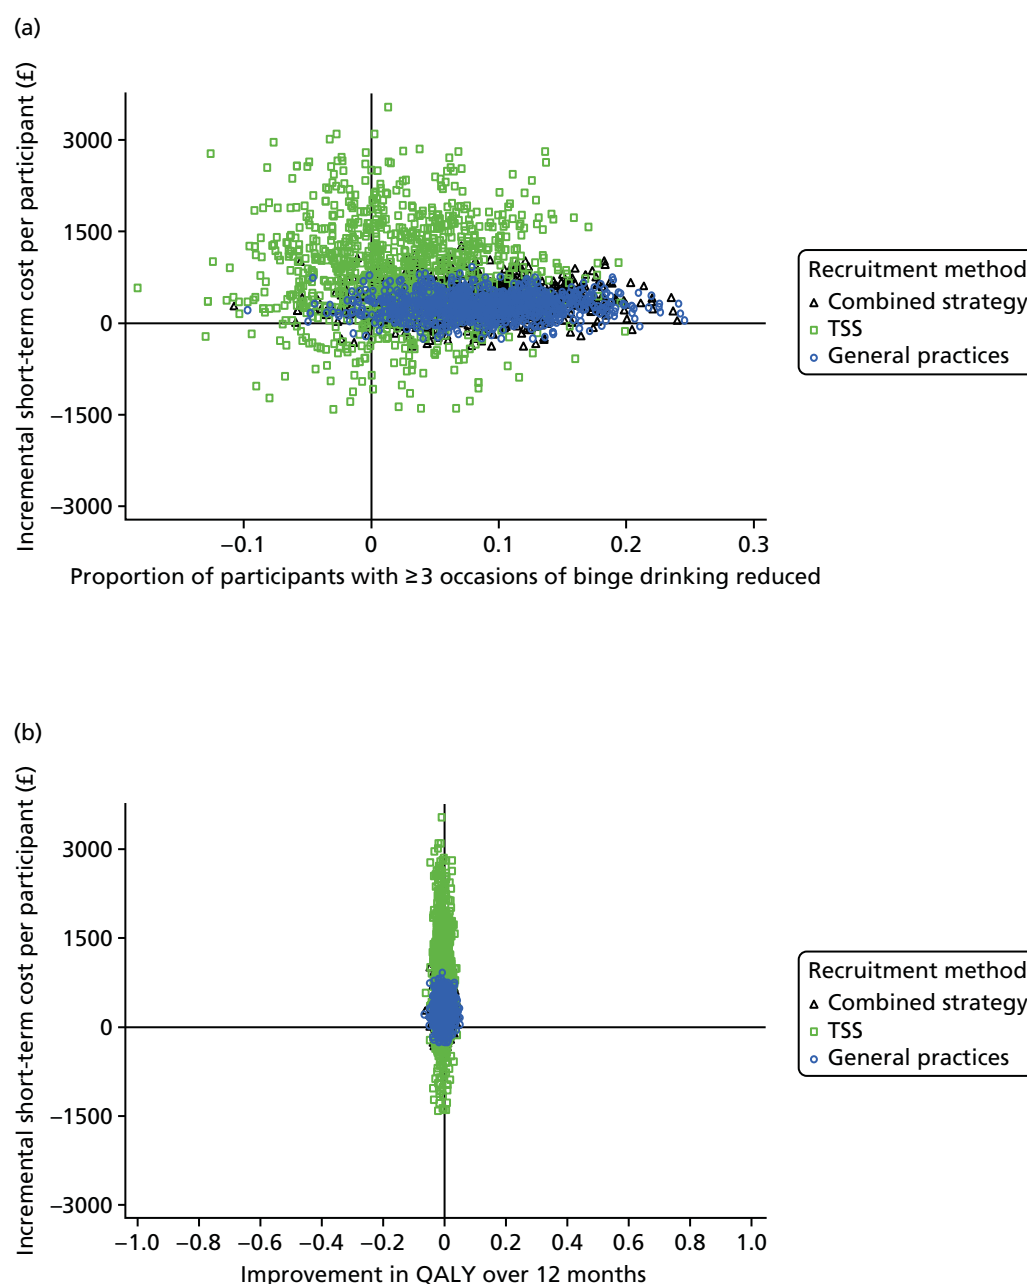 (a)
Incremental short-term cost per participant (£)
3000
1500
0
−1500
−3000
−0.1 0 0.1 0.2 0.3
Proportion of participants with ≥3 occasions of binge drinking reduced
Recruitment method
Combined strategy
TSS
General practices
(b)
Incremental short-term cost per participant (£)
3000
1500
0
−1500
−3000
−1.0 −0.8 −0.6 −0.4 −0.2 0 0.2 0.4 0.6 0.8 1.0
Improvement in QALY over 12 months
Recruitment method
Combined strategy
TSS
General practices